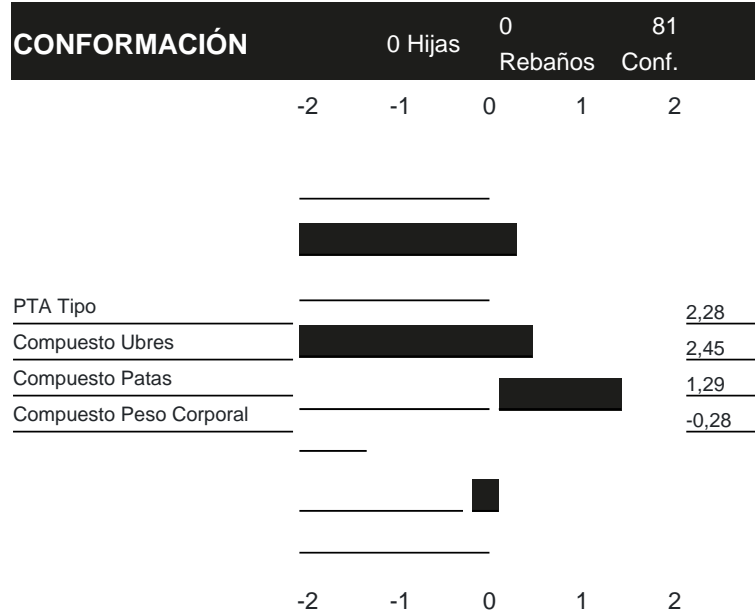 CONFORMACIÓN 0 Hijas 0 Rebaños 81 Conf.
-2 -1 0 1 2
PTA Tipo 2,28
Compuesto Ubres 2,45
Compuesto Patas 1,29
Compuesto Peso Corporal -0,28
-2 -1 0 1 2